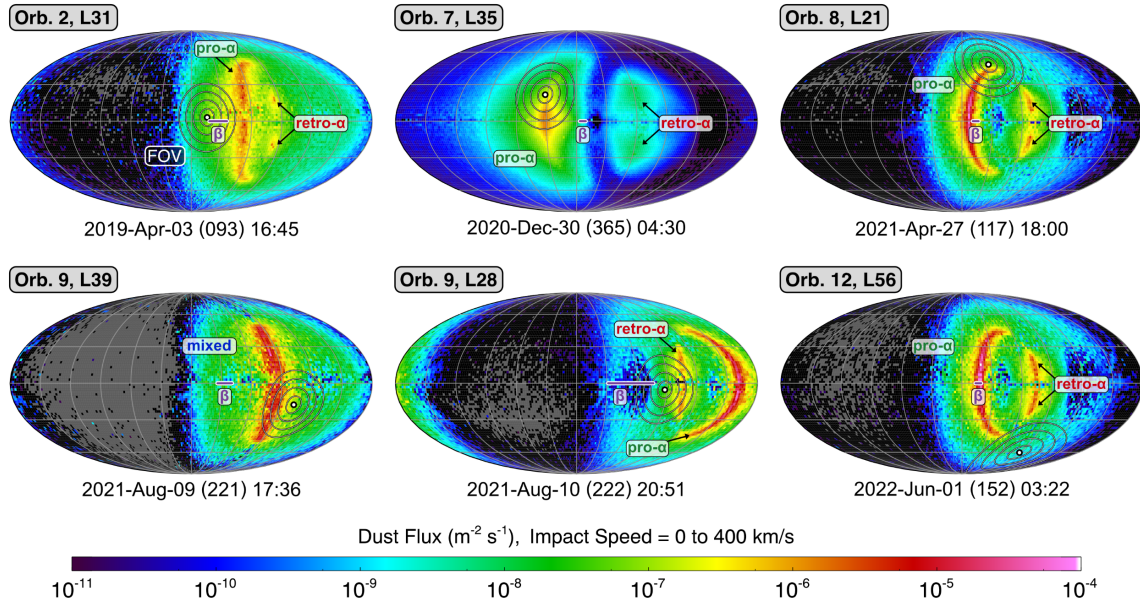 Orb. 2, L31
pro-α
retro-α
β
FOV
2019-Apr-03 (093) 16:45
Orb. 7, L35
retro-α
β
pro-α
2020-Dec-30 (365) 04:30
Orb. 8, L21
pro-α
retro-α
β
2021-Apr-27 (117) 18:00
Orb. 9, L39
mixed
β
2021-Aug-09 (221) 17:36
Orb. 9, L28
retro-α
β
pro-α
2021-Aug-10 (222) 20:51
Orb. 12, L56
pro-α
retro-α
β
2022-Jun-01 (152) 03:22
Dust Flux (m⁻² s⁻¹), Impact Speed = 0 to 400 km/s
10⁻¹¹ 10⁻¹⁰ 10⁻⁹ 10⁻⁸ 10⁻⁷ 10⁻⁶ 10⁻⁵ 10⁻⁴